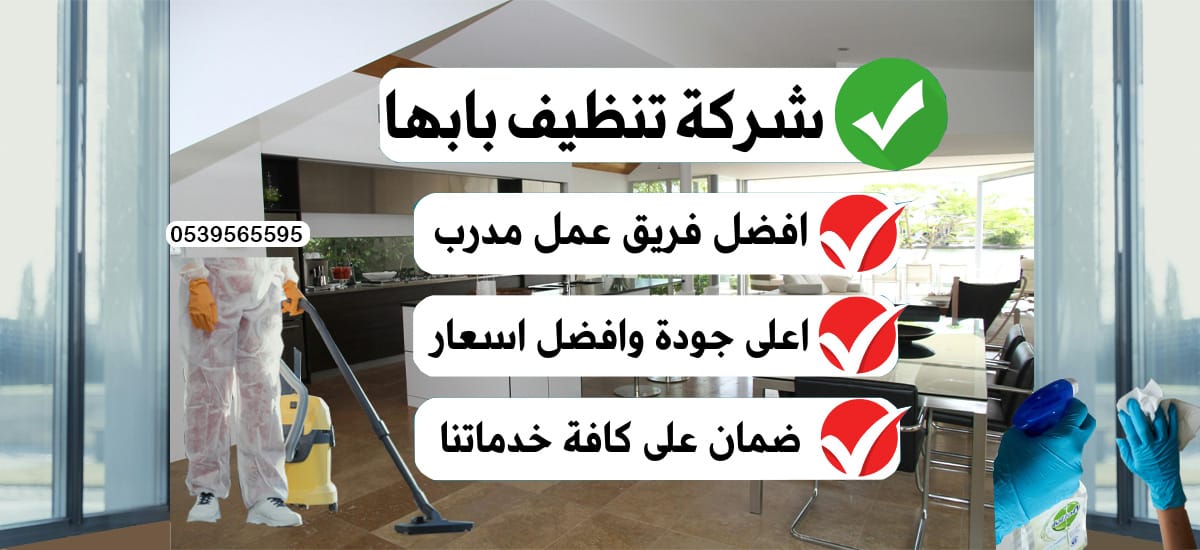 شركة تنظيف بابها
افضل فريق عمل مدرب
0539565595
اعلى جودة وافضل اسعار
ضمان على كافة خدماتنا